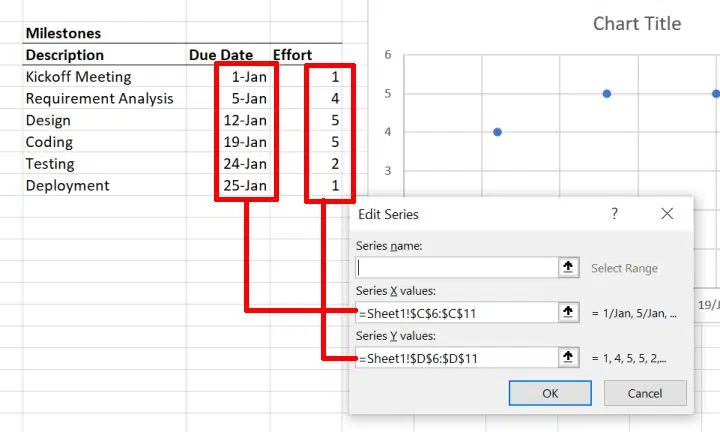 Milestones
Description Due Date Effort
Kickoff Meeting 1-Jan 1
Requirement Analysis 5-Jan 4
Design 12-Jan 5
Coding 19-Jan 5
Testing 24-Jan 2
Deployment 25-Jan 1
Chart Title
6
5
4
3
19/J
Edit Series ? ×
Series name:
Select Range
Series X values:
=Sheet1!$C$6:$C$11 = 1/Jan, 5/Jan, ...
Series Y values:
=Sheet1!$D$6:$D$11 = 1, 4, 5, 5, 2,...
OK Cancel